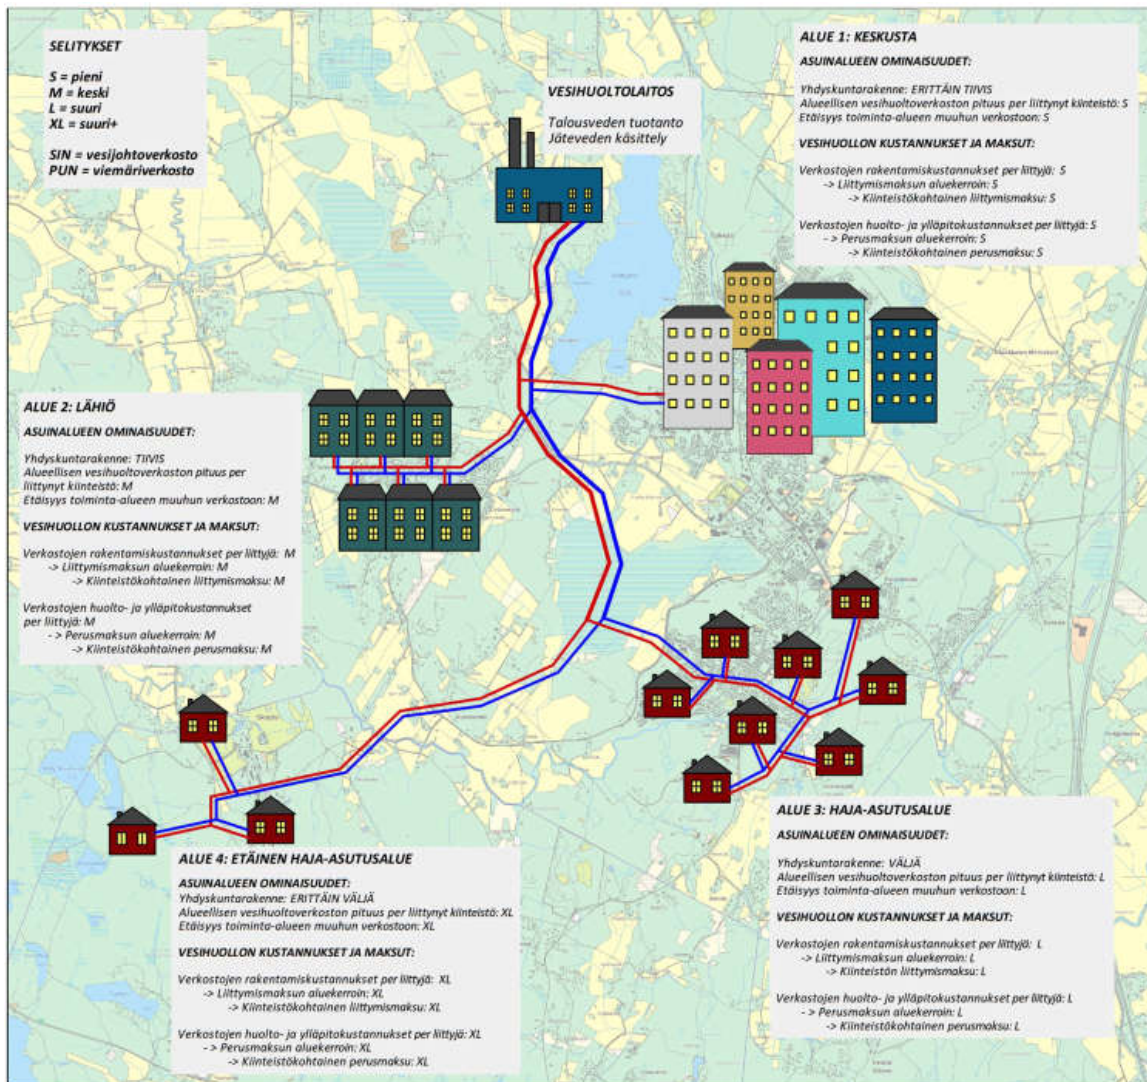 SELITYKSET
S = pieni
M = keski
L = suuri
XL = suuri+
SIN = vesijohtoverkosto
PUN = viemäriverkosto
VESIHUOLTOLAITOS
Talousveden tuotanto
Jäteveden käsittely
ALUE 1: KESKUSTA
ASUINALUEEN OMINAISUUDET:
Yhdyskuntarakenne: ERITTÄIN TIIVIS
Alueellisen vesihuoltoverkoston pituus per liittynyt kiinteistö: S
Etäisyys toiminta-alueen muuhun verkostoon: S
VESIHUOLLON KUSTANNUKSET JA MAKSUT:
Verkostojen rakentamiskustannukset per liittyjä: S
-> Liittymismaksun aluekerroin: S
-> Kiinteistökohtainen liittymismaksu: S
Verkostojen huolto- ja ylläpitokustannukset per liittyjä: S
- > Perusmaksun aluekerroin: S
-> Kiinteistökohtainen perusmaksu: S
ALUE 2: LÄHIÖ
ASUINALUEEN OMINAISUUDET:
Yhdyskuntarakenne: TIIVIS
Alueellisen vesihuoltoverkoston pituus per
liittynyt kiinteistö: M
Etäisyys toiminta-alueen muuhun verkostoon: M
VESIHUOLLON KUSTANNUKSET JA MAKSUT:
Verkostojen rakentamiskustannukset per liittyjä: M
-> Liittymismaksun aluekerroin: M
-> Kiinteistökohtainen liittymismaksu: M
Verkostojen huolto- ja ylläpitokustannukset
per liittyjä: M
- > Perusmaksun aluekerroin: M
-> Kiinteistökohtainen perusmaksu: M
ALUE 3: HAJA-ASUTUSALUE
ASUINALUEEN OMINAISUUDET:
Yhdyskuntarakenne: VÄLJÄ
Alueellisen vesihuoltoverkoston pituus per liittynyt kiinteistö: L
Etäisyys toiminta-alueen muuhun verkostoon: L
VESIHUOLLON KUSTANNUKSET JA MAKSUT:
Verkostojen rakentamiskustannukset per liittyjä: L
-> Liittymismaksun aluekerroin: L
-> Kiinteistön liittymismaksu: L
Verkostojen huolto- ja ylläpitokustannukset per liittyjä: L
- > Perusmaksun aluekerroin: L
-> Kiinteistökohtainen perusmaksu: L
ALUE 4: ETÄINEN HAJA-ASUTUSALUE
ASUINALUEEN OMINAISUUDET:
Yhdyskuntarakenne: ERITTÄIN VÄLJÄ
Alueellisen vesihuoltoverkoston pituus per liittynyt kiinteistö: XL
Etäisyys toiminta-alueen muuhun verkostoon: XL
VESIHUOLLON KUSTANNUKSET JA MAKSUT:
Verkostojen rakentamiskustannukset per liittyjä: XL
-> Liittymismaksun aluekerroin: XL
-> Kiinteistökohtainen liittymismaksu: XL
Verkostojen huolto- ja ylläpitokustannukset per liittyjä: XL
- > Perusmaksun aluekerroin: XL
-> Kiinteistökohtainen perusmaksu: XL